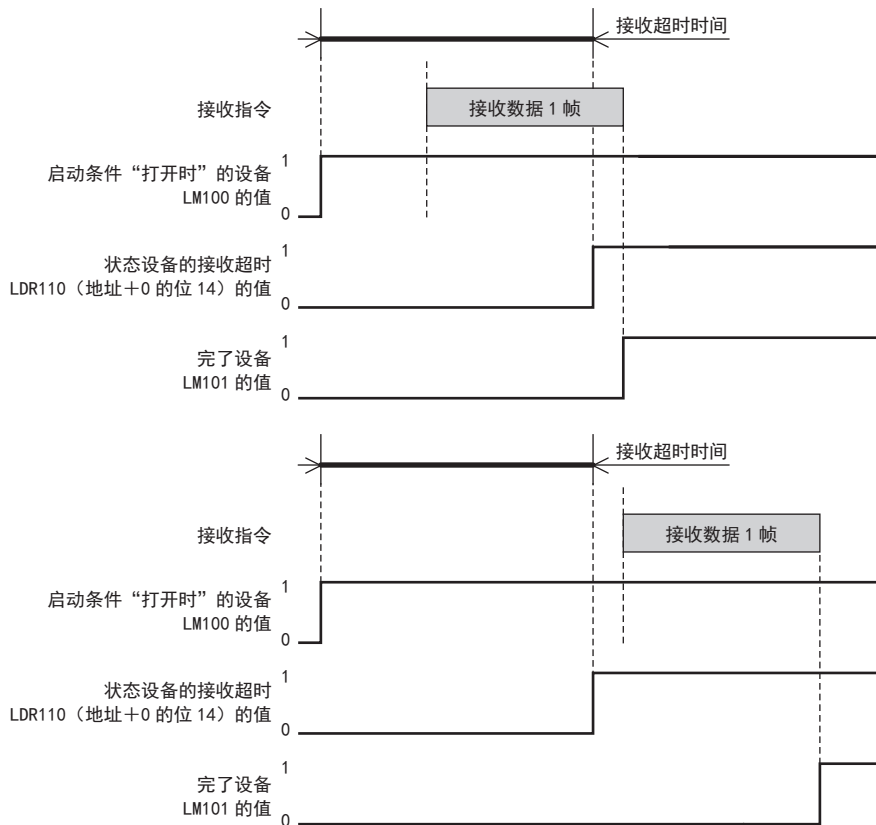 接收超时时间
接收指令
接收数据 1 帧
启动条件“打开时”的设备
LM100 的值
1
0
状态设备的接收超时
LDR110（地址＋0 的位 14）的值
1
0
完了设备
LM101 的值
1
0
接收超时时间
接收指令
接收数据 1 帧
启动条件“打开时”的设备
LM100 的值
1
0
状态设备的接收超时
LDR110（地址＋0 的位 14）的值
1
0
完了设备
LM101 的值
1
0